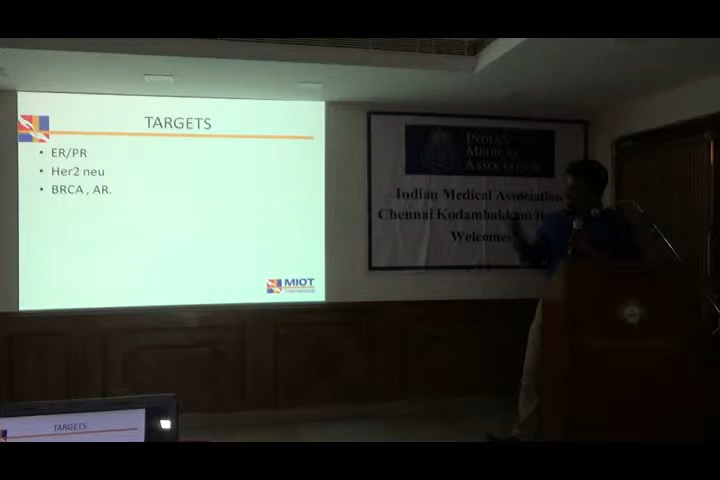 TARGETS
• ER/PR
• Her2 neu
• BRCA , AR.
MIOT
INDIAN
MEDICAL
ASSOCIATION
Indian Medical Association
Chennai Kodambakkam
Welcomes
TARGETS